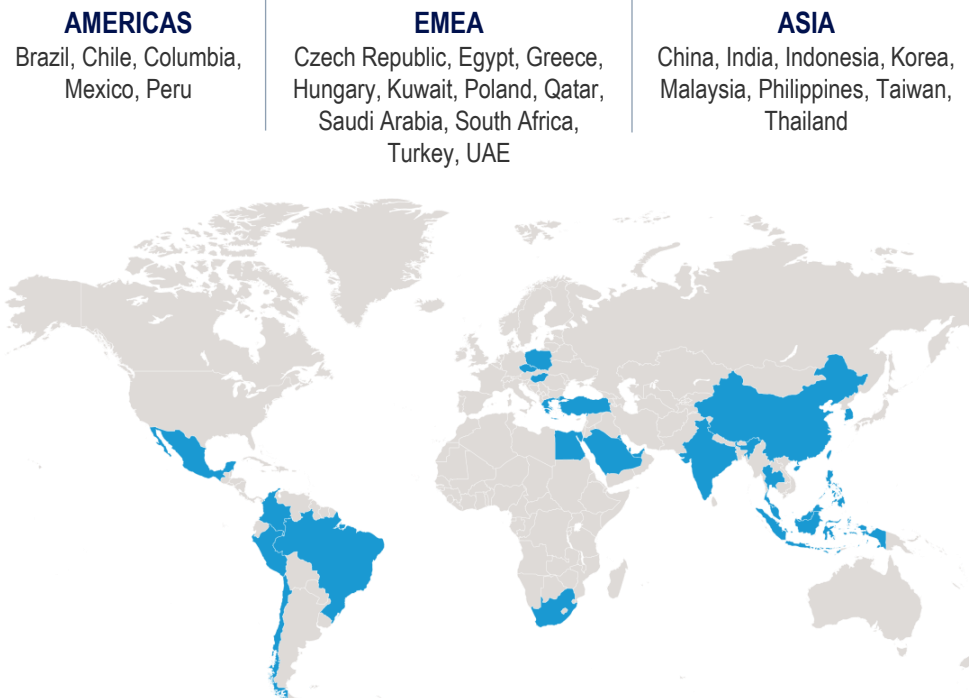 AMERICAS
Brazil, Chile, Columbia,
Mexico, Peru
EMEA
Czech Republic, Egypt, Greece,
Hungary, Kuwait, Poland, Qatar,
Saudi Arabia, South Africa,
Turkey, UAE
ASIA
China, India, Indonesia, Korea,
Malaysia, Philippines, Taiwan,
Thailand